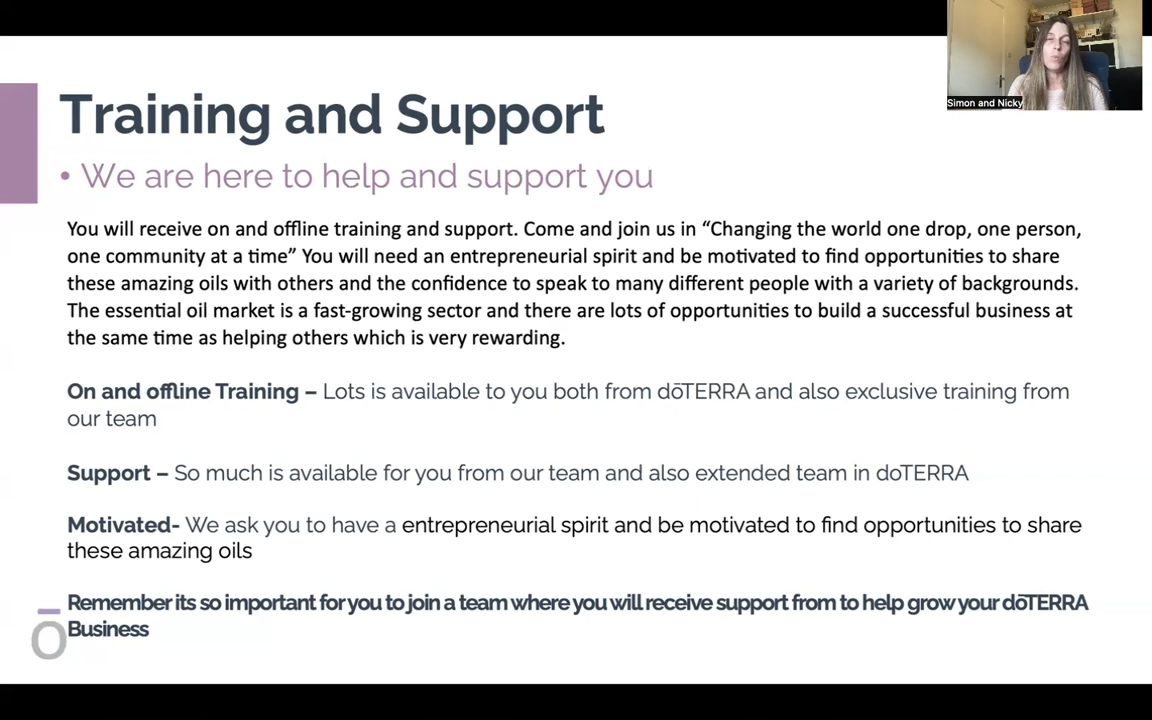 Simon and Nicky
Training and Support
• We are here to help and support you
You will receive on and offline training and support. Come and join us in “Changing the world one drop, one person,
one community at a time” You will need an entrepreneurial spirit and be motivated to find opportunities to share
these amazing oils with others and the confidence to speak to many different people with a variety of backgrounds.
The essential oil market is a fast-growing sector and there are lots of opportunities to build a successful business at
the same time as helping others which is very rewarding.
On and offline Training – Lots is available to you both from dōTERRA and also exclusive training from
our team
Support – So much is available for you from our team and also extended team in doTERRA
Motivated- We ask you to have a entrepreneurial spirit and be motivated to find opportunities to share
these amazing oils
Remember its so important for you to join a team where you will receive support from to help grow your dōTERRA
Business